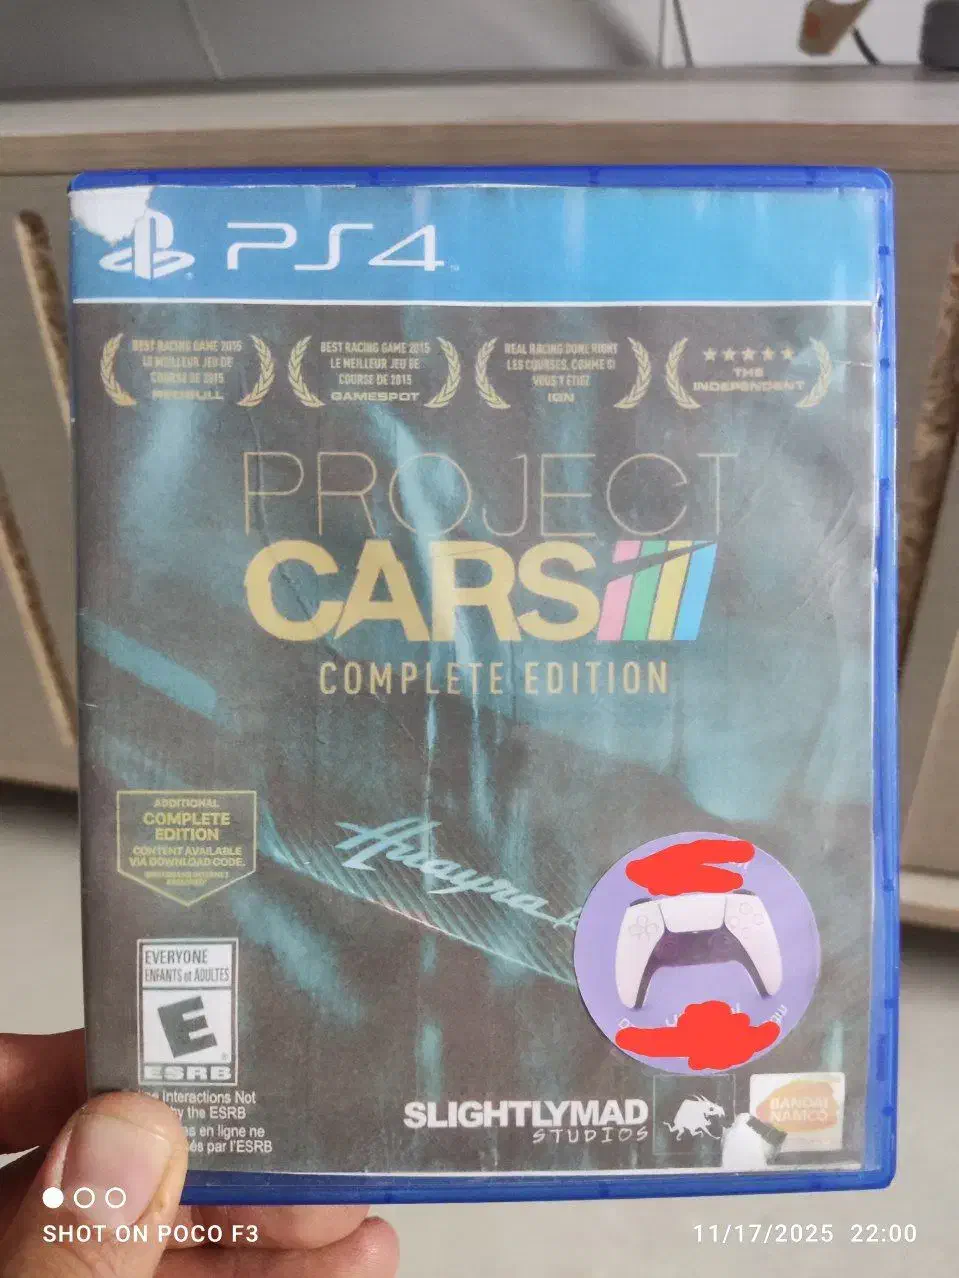 PS4
BEST RACING GAME 2015
LE MEILLEUR JEU DE
COURSE DE 2015
REDBULL
BEST RACING GAME 2015
LE MEILLEUR JEU DE
COURSE DE 2015
GAMESPOT
REAL RACING DONE RIGHT
LES COURSES, COMME SI
VOUS Y ÉTIEZ
IGN
THE
INDEPENDENT
PROJECT
CARS
COMPLETE EDITION
ADDITIONAL
COMPLETE
EDITION
CONTENT AVAILABLE
VIA DOWNLOAD CODE.
Huayra
EVERYONE
ENFANTS et ADULTES
E
ESRB
Interactions Not
by the ESRB
en ligne ne
par l'ESRB
SLIGHTLYMAD
STUDIOS
BANDAI
NAMCO
SHOT ON POCO F3
11/17/2025 22:00